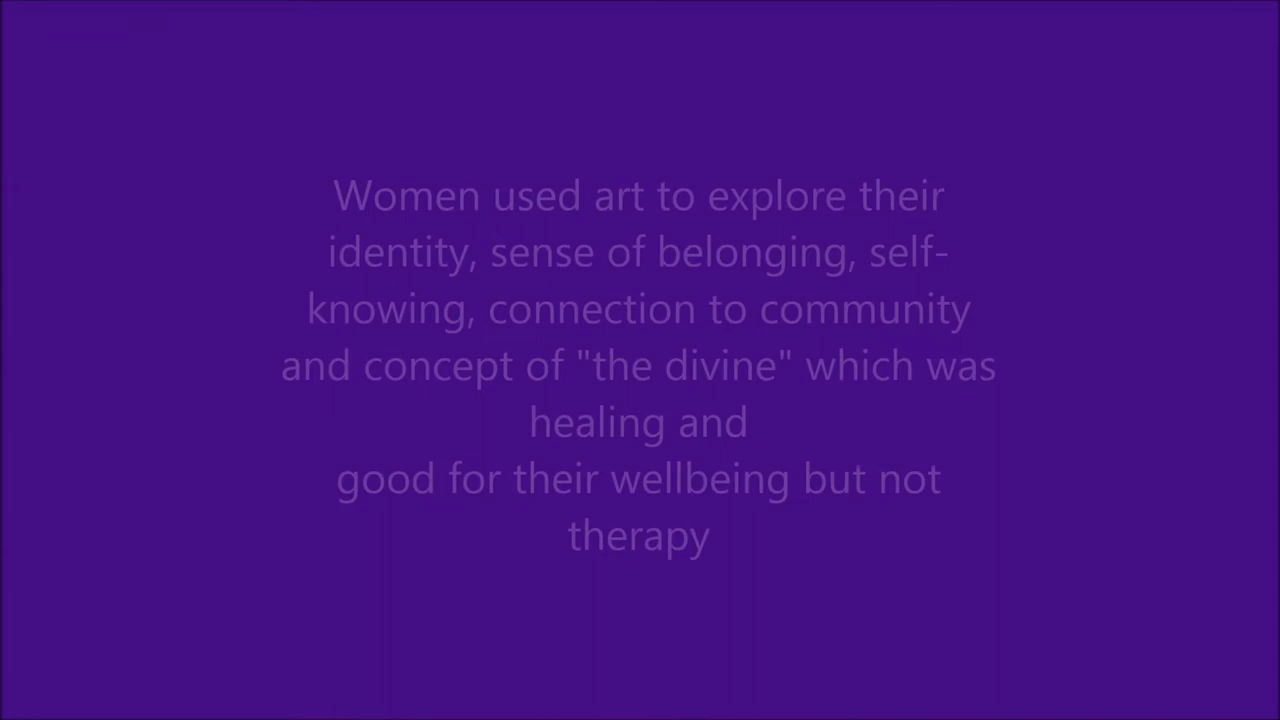 Women used art to explore their
identity, sense of belonging, self-
knowing, connection to community
and concept of "the divine" which was
healing and
good for their wellbeing but not
therapy